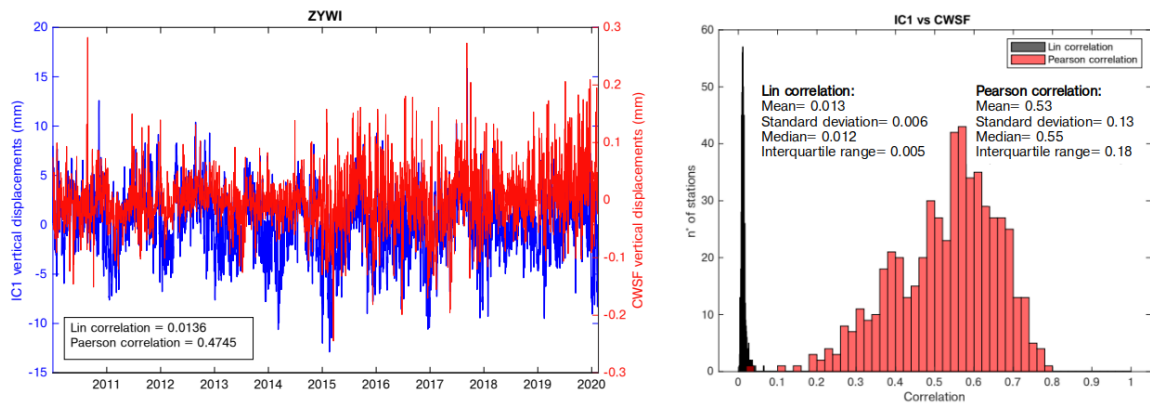 ZYWI
20
15
10
5
0
-5
-10
-15
IC1 vertical displacements (mm)
0.3
0.2
0.1
0
-0.1
-0.2
-0.3
CWSF vertical displacements (mm)
Lin correlation = 0.0136
Paerson correlation = 0.4745
2011 2012 2013 2014 2015 2016 2017 2018 2019 2020
IC1 vs CWSF
60
50
40
30
20
10
0
n° of stations
Lin correlation
Pearson correlation
Lin correlation:
Mean= 0.013
Standard deviation= 0.006
Median= 0.012
Interquartile range= 0.005
Pearson correlation:
Mean= 0.53
Standard deviation= 0.13
Median= 0.55
Interquartile range= 0.18
0 0.1 0.2 0.3 0.4 0.5 0.6 0.7 0.8 0.9 1
Correlation